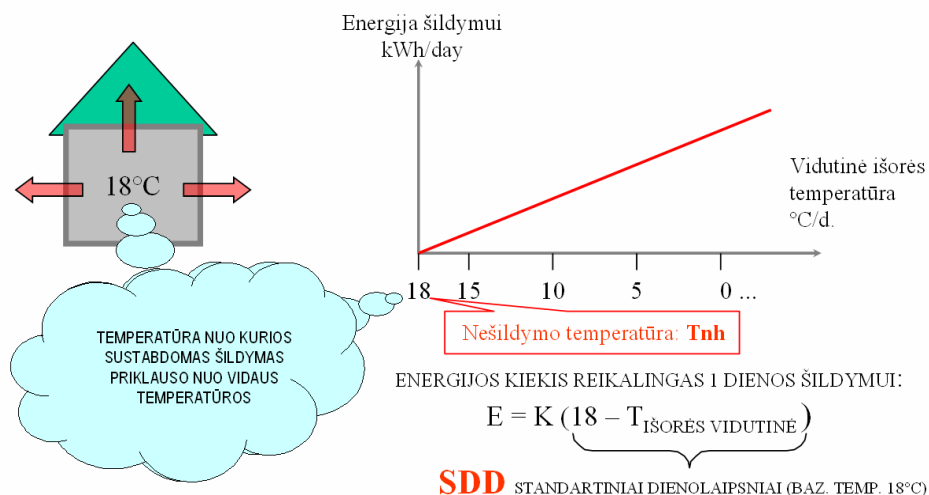 Energija šildymui
kWh/day
18°C
Vidutinė išorės
temperatūra
°C/d.
18 15 10 5 0 ...
Nešildymo temperatūra: Tnh
TEMPERATŪRA NUO KURIOS
SUSTABDOMAS ŠILDYMAS
PRIKLAUSO NUO VIDAUS
TEMPERATŪROS
ENERGIJOS KIEKIS REIKALINGAS 1 DIENOS ŠILDYMUI:
E = K (18 – TIŠORĖS VIDUTINĖ)
SDD STANDARTINIAI DIENOLAIPSNIAI (BAZ. TEMP. 18°C)